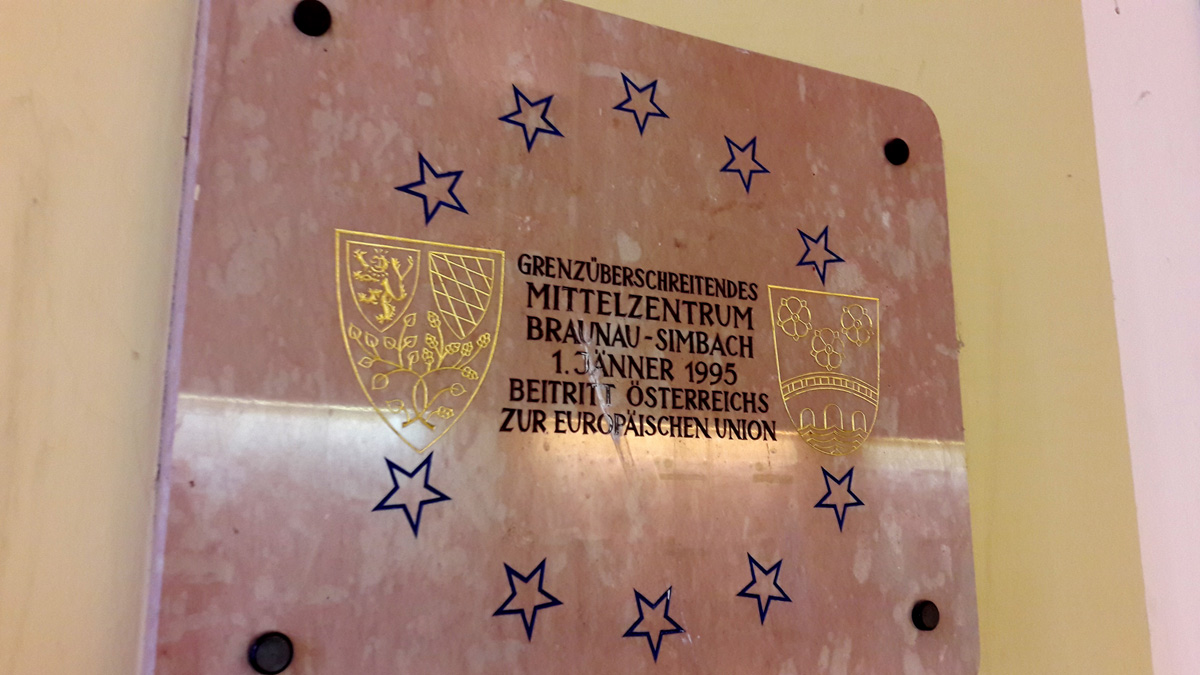 GRENZÜBERSCHREITENDES
MITTELZENTRUM
BRAUNAU-SIMBACH
1. JÄNNER 1995
BEITRITT ÖSTERREICHS
ZUR EUROPÄISCHEN UNION